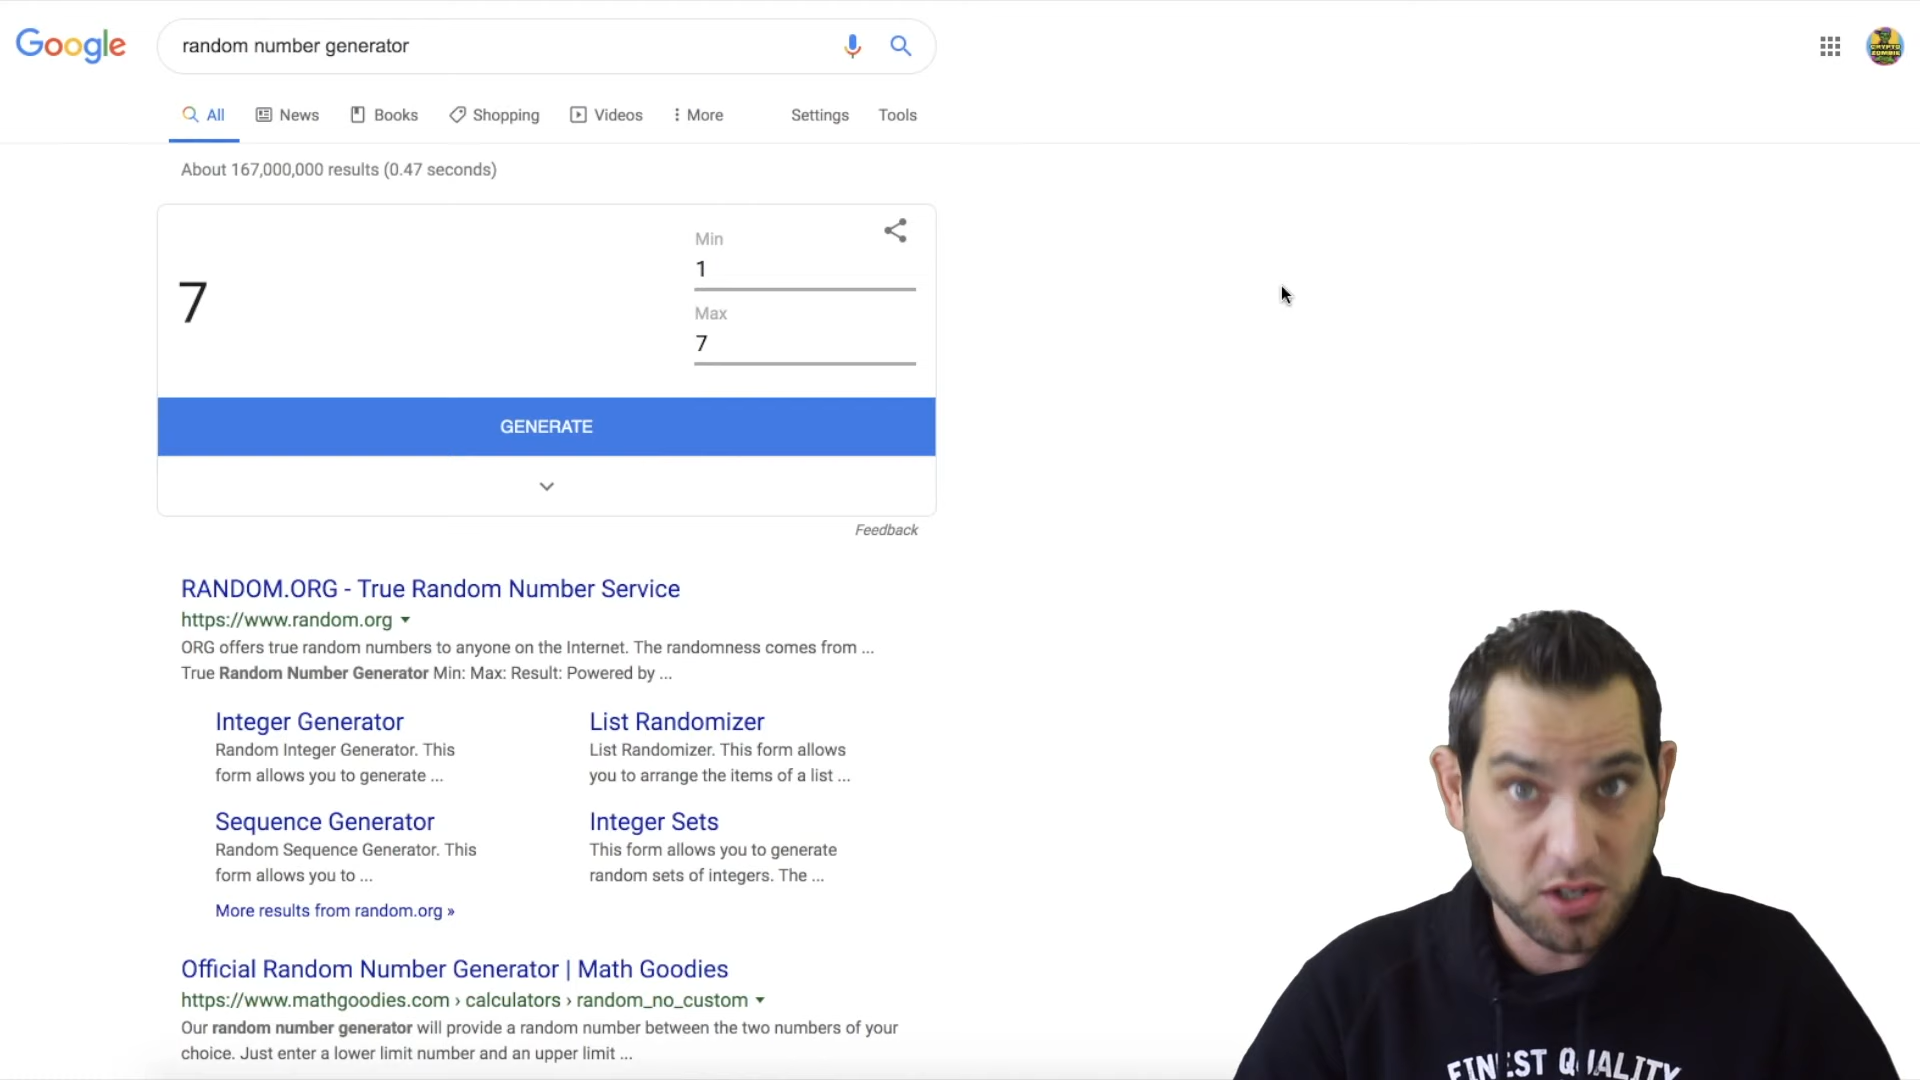 Google
random number generator
CRYPTO
ZOMBIE
All
News
Books
Shopping
Videos
More
Settings
Tools
About 167,000,000 results (0.47 seconds)
7
Min
1
Max
7
GENERATE
Feedback
RANDOM.ORG - True Random Number Service
https://www.random.org
ORG offers true random numbers to anyone on the Internet. The randomness comes from ...
True Random Number Generator Min: Max: Result: Powered by ...
Integer Generator
Random Integer Generator. This
form allows you to generate ...
List Randomizer
List Randomizer. This form allows
you to arrange the items of a list ...
Sequence Generator
Random Sequence Generator. This
form allows you to ...
Integer Sets
This form allows you to generate
random sets of integers. The ...
More results from random.org »
Official Random Number Generator | Math Goodies
https://www.mathgoodies.com › calculators › random_no_custom
Our random number generator will provide a random number between the two numbers of your
choice. Just enter a lower limit number and an upper limit ...
FINEST QUALITY